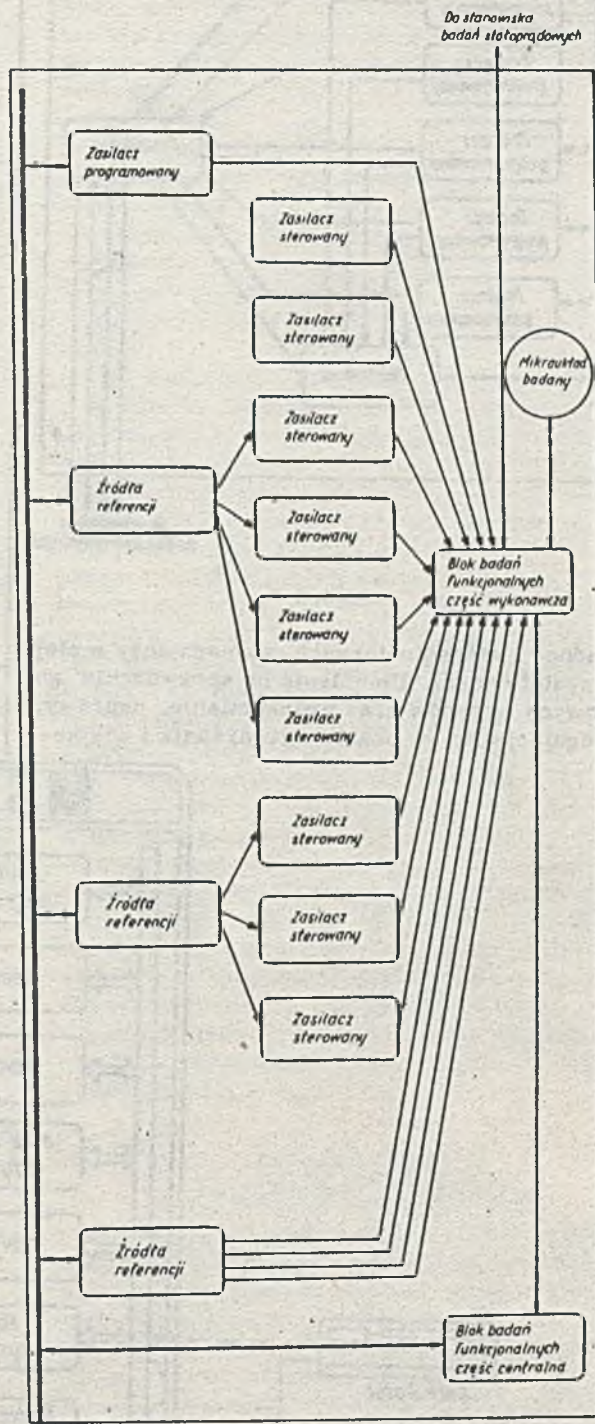 Do stanowiska
badań stałoprądowych
Zasilacz
programowany
Zasilacz
sterowany
Zasilacz
sterowany
Mikroukład
badany
Zasilacz
sterowany
Źródła
referencji
Zasilacz
sterowany
Blok badań
funkcjonalnych
część wykonawcza
Zasilacz
sterowany
Zasilacz
sterowany
Zasilacz
sterowany
Źródła
referencji
Zasilacz
sterowany
Zasilacz
sterowany
Źródła
referencji
Blok badań
funkcjonalnych
część centralna